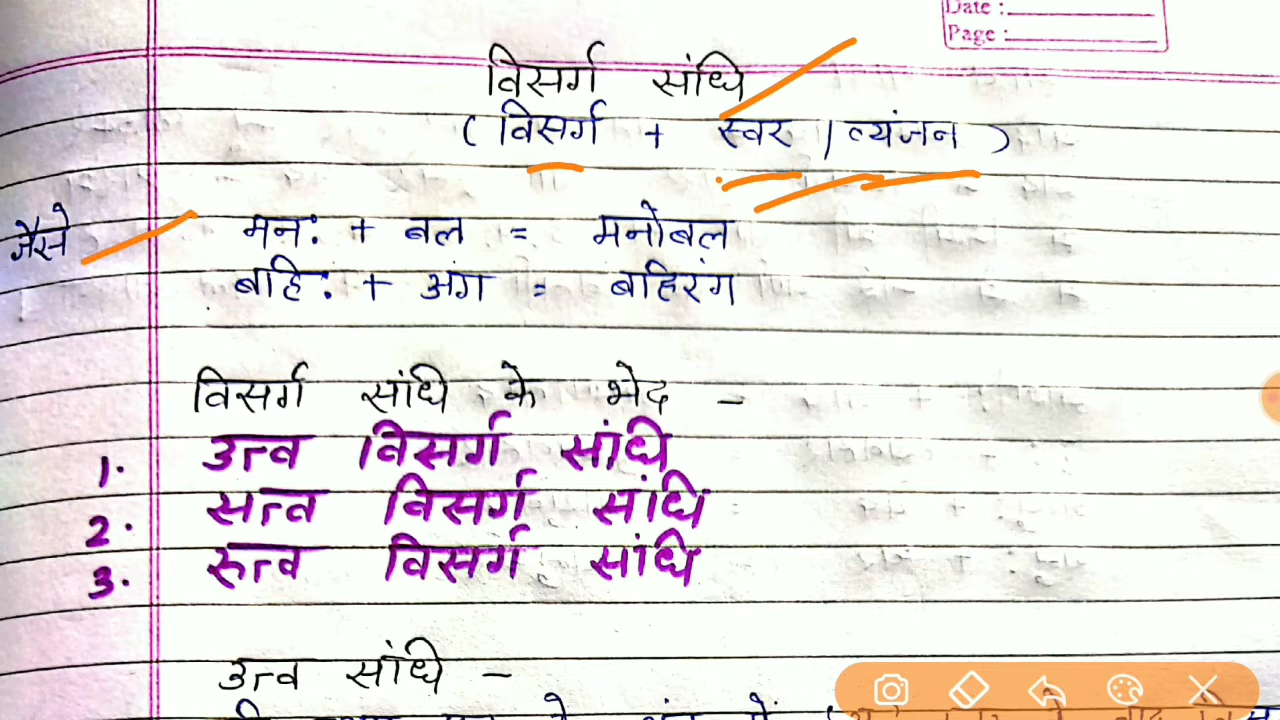 Date :
Page :
विसर्ग संधि
( विसर्ग + स्वर / व्यंजन )
जैसे मन: + बल = मनोबल
बहि: + अंग = बहिरंग
विसर्ग संधि के भेद -
1. उत्व विसर्ग संधि
2. सत्व विसर्ग संधि
3. रुत्व विसर्ग संधि
उत्व संधि -